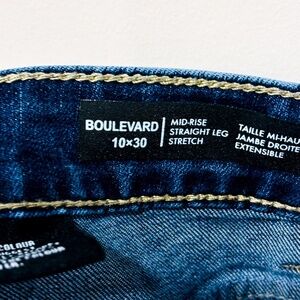 BOULEVARD
10×30
MID-RISE
STRAIGHT LEG
STRETCH
TAILLE MI-HAU
JAMBE DROITE
EXTENSIBLE
COLOUR